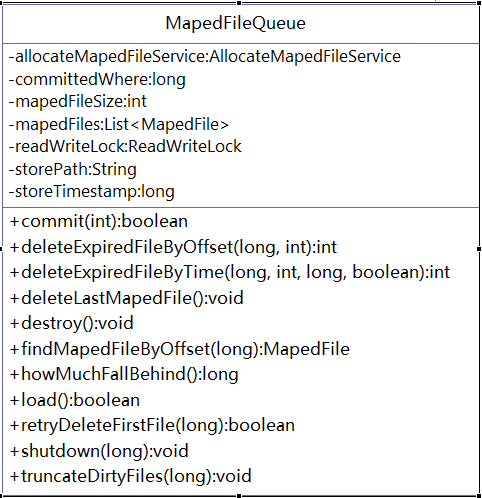 MapedFileQueue
-allocateMapedFileService:AllocateMapedFileService
-committedWhere:long
-mapedFileSize:int
-mapedFiles:List<MapedFile>
-readWriteLock:ReadWriteLock
-storePath:String
-storeTimestamp:long
+commit(int):boolean
+deleteExpiredFileByOffset(long, int):int
+deleteExpiredFileByTime(long, int, long, boolean):int
+deleteLastMapedFile():void
+destroy():void
+findMapedFileByOffset(long):MapedFile
+howMuchFallBehind():long
+load():boolean
+retryDeleteFirstFile(long):boolean
+shutdown(long):void
+truncateDirtyFiles(long):void